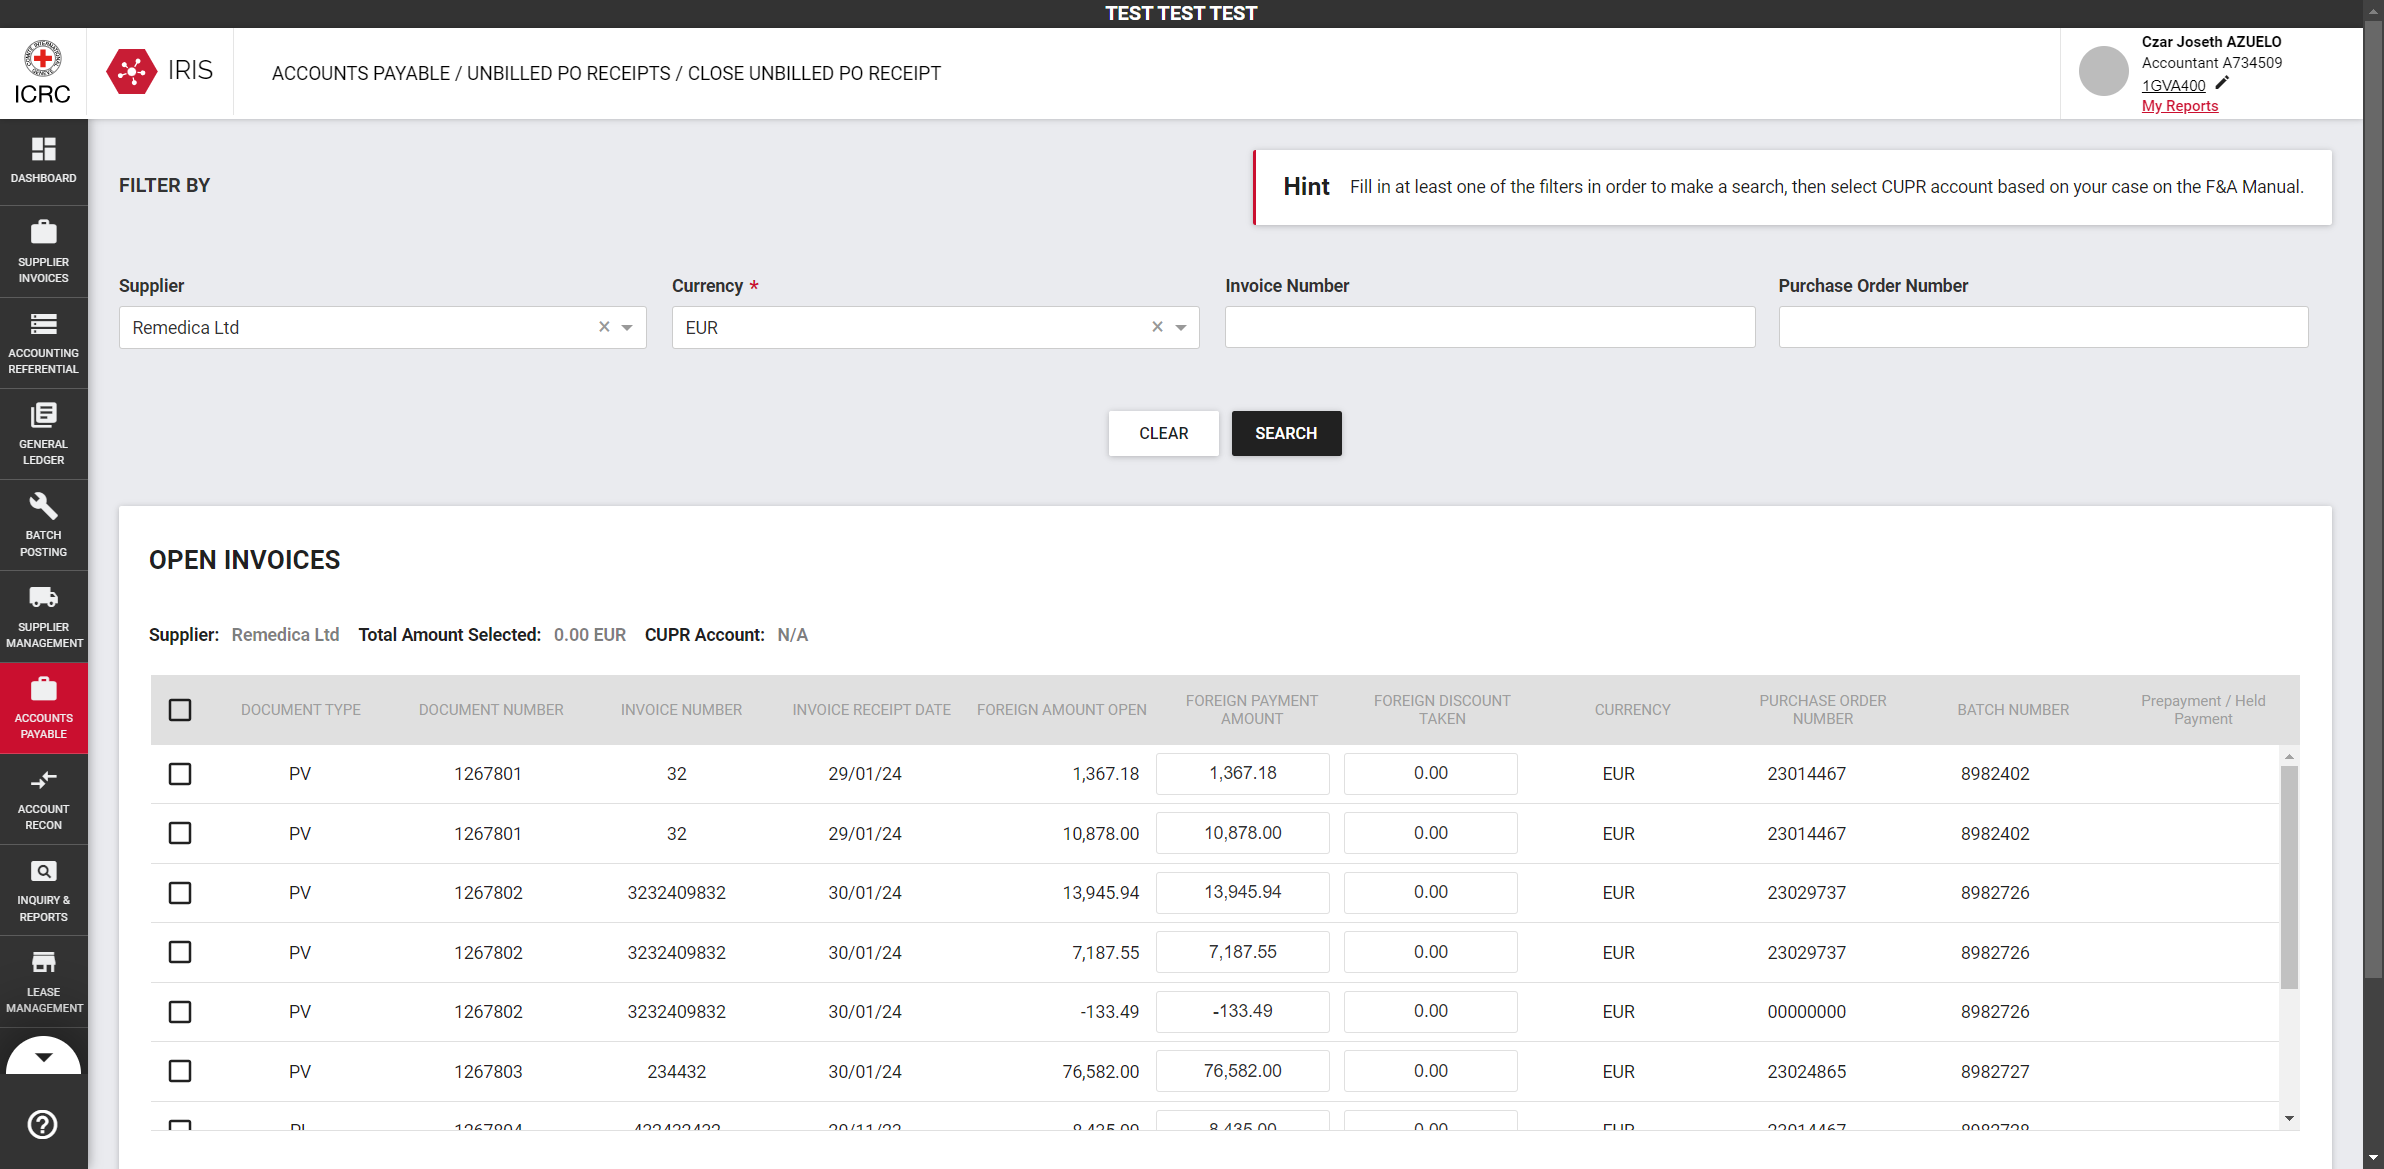 TEST TEST TEST
ICRC
IRIS
ACCOUNTS PAYABLE / UNBILLED PO RECEIPTS / CLOSE UNBILLED PO RECEIPT
Czar Joseth AZUELO
Accountant A734509
1GVA400
My Reports
DASHBOARD
SUPPLIER
INVOICES
ACCOUNTING
REFERENTIAL
GENERAL
LEDGER
BATCH
POSTING
SUPPLIER
MANAGEMENT
ACCOUNTS
PAYABLE
ACCOUNT
RECON
INQUIRY &
REPORTS
LEASE
MANAGEMENT
FILTER BY
Hint Fill in at least one of the filters in order to make a search, then select CUPR account based on your case on the F&A Manual.
Supplier Currency * Invoice Number Purchase Order Number
Remedica Ltd EUR
CLEAR SEARCH
OPEN INVOICES
Supplier: Remedica Ltd Total Amount Selected: 0.00 EUR CUPR Account: N/A
DOCUMENT TYPE DOCUMENT NUMBER INVOICE NUMBER INVOICE RECEIPT DATE FOREIGN AMOUNT OPEN FOREIGN PAYMENT AMOUNT FOREIGN DISCOUNT TAKEN CURRENCY PURCHASE ORDER NUMBER BATCH NUMBER Prepayment / Held Payment
PV 1267801 32 29/01/24 1,367.18 1,367.18 0.00 EUR 23014467 8982402
PV 1267801 32 29/01/24 10,878.00 10,878.00 0.00 EUR 23014467 8982402
PV 1267802 3232409832 30/01/24 13,945.94 13,945.94 0.00 EUR 23029737 8982726
PV 1267802 3232409832 30/01/24 7,187.55 7,187.55 0.00 EUR 23029737 8982726
PV 1267802 3232409832 30/01/24 -133.49 -133.49 0.00 EUR 00000000 8982726
PV 1267803 234432 30/01/24 76,582.00 76,582.00 0.00 EUR 23024865 8982727